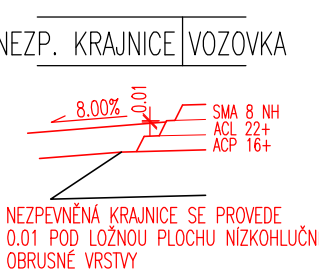 NEZP. KRAJNICE VOZOVKA
8.00%
0.01
SMA 8 NH
ACL 22+
ACP 16+
NEZPEVNĚNÁ KRAJNICE SE PROVEDE
0.01 POD LOŽNOU PLOCHU NÍZKOHLUČN
OBRUSNÉ VRSTVY